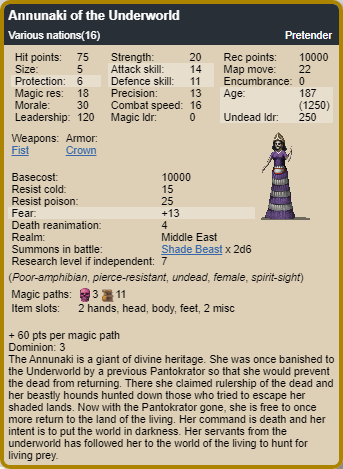 Annunaki of the Underworld
Various nations(16) Pretender
Hit points: 75 Strength: 20 Rec points: 10000
Size: 5 Attack skill: 14 Map move: 22
Protection: 6 Defence skill: 11 Encumbrance: 0
Magic res: 18 Precision: 13 Age: 187
Morale: 30 Combat speed: 16 (1250)
Leadership: 120 Magic ldr: 0 Undead ldr: 250
Weapons: Armor:
Fist Crown
Basecost: 10000
Resist cold: 15
Resist poison: 25
Fear: +13
Death reanimation: 4
Realm: Middle East
Summons in battle: Shade Beast x 2d6
Research level if independent: 7
(Poor-amphibian, pierce-resistant, undead, female, spirit-sight)
Magic paths: 3 11
Item slots: 2 hands, head, body, feet, 2 misc
+ 60 pts per magic path
Dominion: 3
The Annunaki is a giant of divine heritage. She was once banished to
the Underworld by a previous Pantokrator so that she would prevent
the dead from returning. There she claimed rulership of the dead and
her beastly hounds hunted down those who tried to escape her
shaded lands. Now with the Pantokrator gone, she is free to once
more return to the land of the living. Her command is death and her
intent is to put the world in darkness. Her servants from the
underworld has followed her to the world of the living to hunt for
living prey.